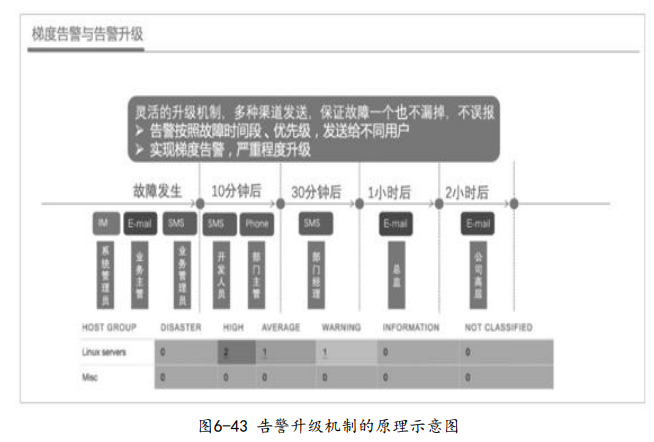 梯度告警与告警升级
灵活的升级机制，多种渠道发送，保证故障一个也不漏掉，不误报
➢ 告警按照故障时间段、优先级，发送给不同用户
➢ 实现梯度告警，严重程度升级
故障发生 10分钟后 30分钟后 1小时后 2小时后
IM E-mail SMS SMS Phone SMS E-mail E-mail
系统管理员 业务主管 业务管理员 开发人员 部门主管 部门经理 总监 公司高层
HOST GROUP DISASTER HIGH AVERAGE WARNING INFORMATION NOT CLASSIFIED
Linux servers 0 2 1 1 0 0
Misc 0 0 0 0 0 0
图6-43 告警升级机制的原理示意图